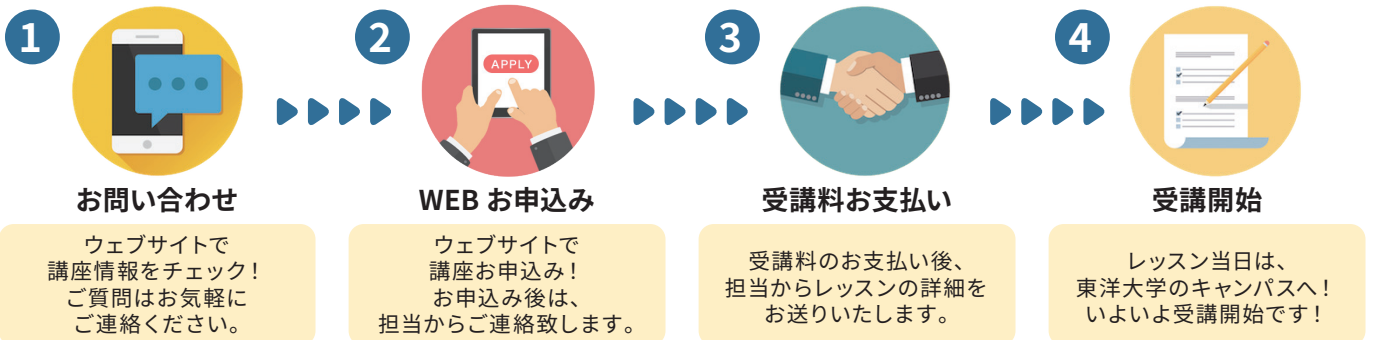 1
お問い合わせ
ウェブサイトで
講座情報をチェック！
ご質問はお気軽に
ご連絡ください。
2
APPLY
WEB お申込み
ウェブサイトで
講座お申込み！
お申込み後は、
担当からご連絡致します。
3
受講料お支払い
受講料のお支払い後、
担当からレッスンの詳細を
お送りいたします。
4
受講開始
レッスン当日は、
東洋大学のキャンパスへ！
いよいよ受講開始です！